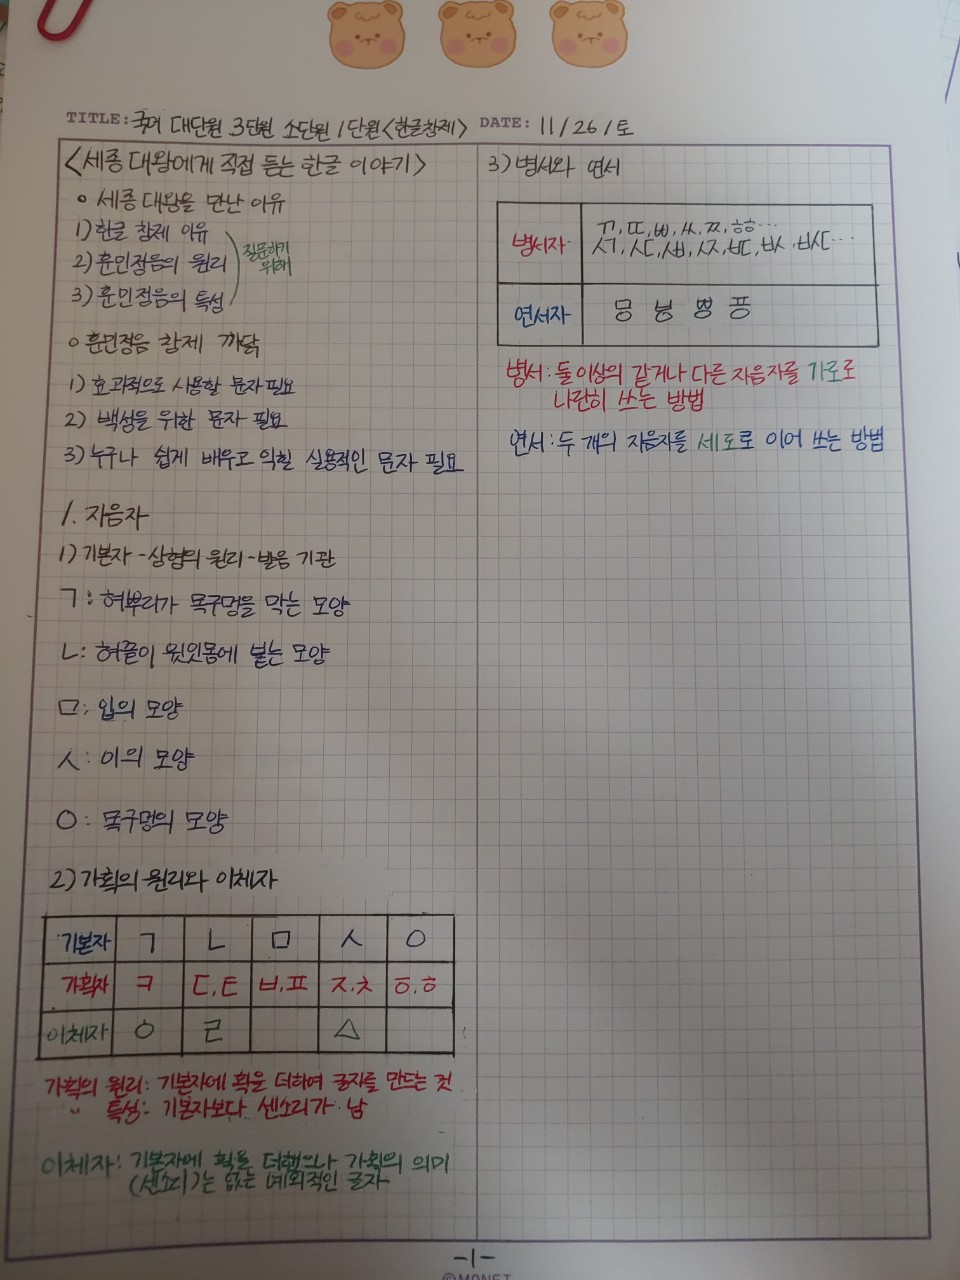 TITLE: 국어 대단원 3단원 소단원 1단원 <한글창제> DATE: 11/26/토
<세종 대왕에게 직접 듣는 한글 이야기>
○ 세종 대왕을 만난 이유
1) 한글 창제 이유
2) 훈민정음의 원리
3) 훈민정음의 특성
질문하기
위해
○ 훈민정음 창제 까닭
1) 효과적으로 사용할 문자 필요
2) 백성을 위한 문자 필요
3) 누구나 쉽게 배우고 익힐 실용적인 문자 필요
1. 자음자
1) 기본자 - 상형의 원리 - 발음 기관
ㄱ: 혀뿌리가 목구멍을 막는 모양
ㄴ: 혀끝이 윗잇몸에 붙는 모양
ㅁ: 입의 모양
ㅅ: 이의 모양
ㅇ: 목구멍의 모양
2) 가획의 원리와 이체자
기본자 ㄱ ㄴ ㅁ ㅅ ㅇ
가획자 ㅋ ㄷ,ㅌ ㅂ,ㅍ ㅈ,ㅊ ㆆ,ㅎ
이체자 ㆁ ㄹ ㅿ
가획의 원리: 기본자에 획을 더하여 글자를 만드는 것
〃 특성: 기본자보다 센소리가 남
이체자: 기본자에 획을 더했으나 가획의 의미
(센소리)는 없는 예외적인 글자
3) 병서와 연서
병서자 ㄲ,ㄸ,ㅃ,ㅆ,ㅉ,ㆅ...
ㅺ,ㅼ,ㅽ,ㅾ,ㅳ,ㅄ,ㅵ...
연서자 ㅱ ㅸ ㅹ ㆄ
병서: 둘 이상의 같거나 다른 자음자를 가로로
나란히 쓰는 방법
연서: 두 개의 자음자를 세로로 이어 쓰는 방법
-1-
©MONET